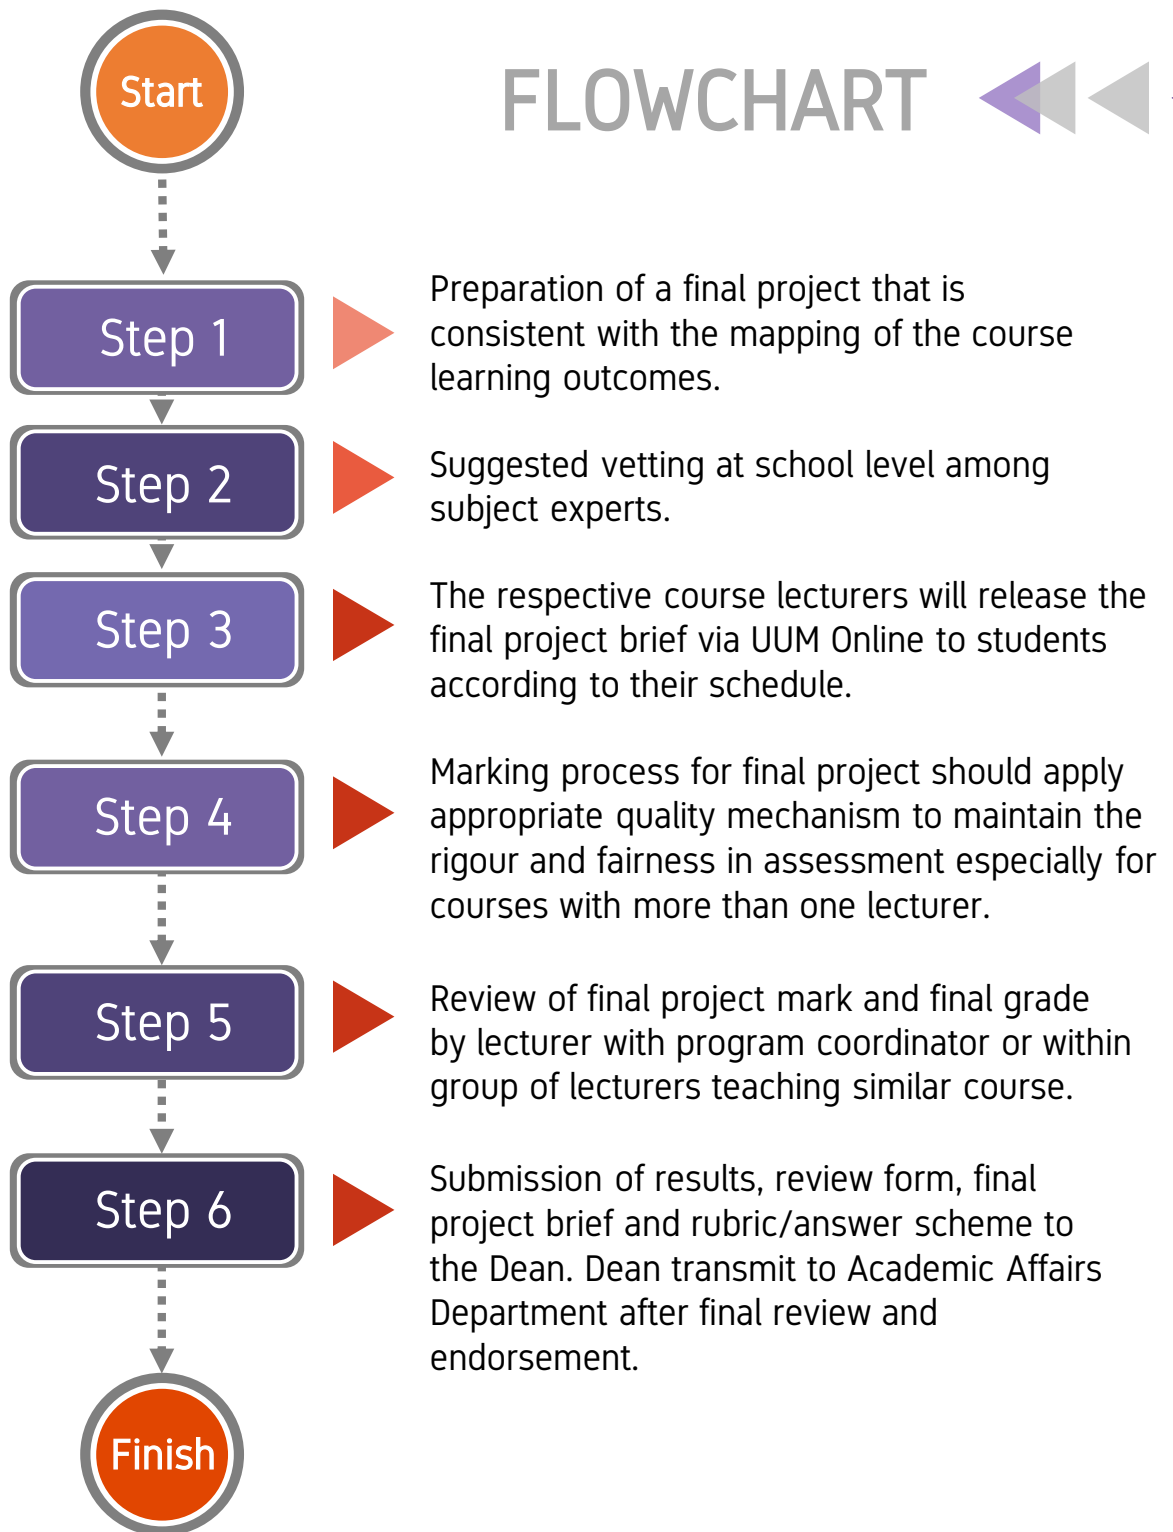 Start
FLOWCHART
Step 1
Preparation of a final project that is
consistent with the mapping of the course
learning outcomes.
Step 2
Suggested vetting at school level among
subject experts.
Step 3
The respective course lecturers will release the
final project brief via UUM Online to students
according to their schedule.
Step 4
Marking process for final project should apply
appropriate quality mechanism to maintain the
rigour and fairness in assessment especially for
courses with more than one lecturer.
Step 5
Review of final project mark and final grade
by lecturer with program coordinator or within
group of lecturers teaching similar course.
Step 6
Submission of results, review form, final
project brief and rubric/answer scheme to
the Dean. Dean transmit to Academic Affairs
Department after final review and
endorsement.
Finish